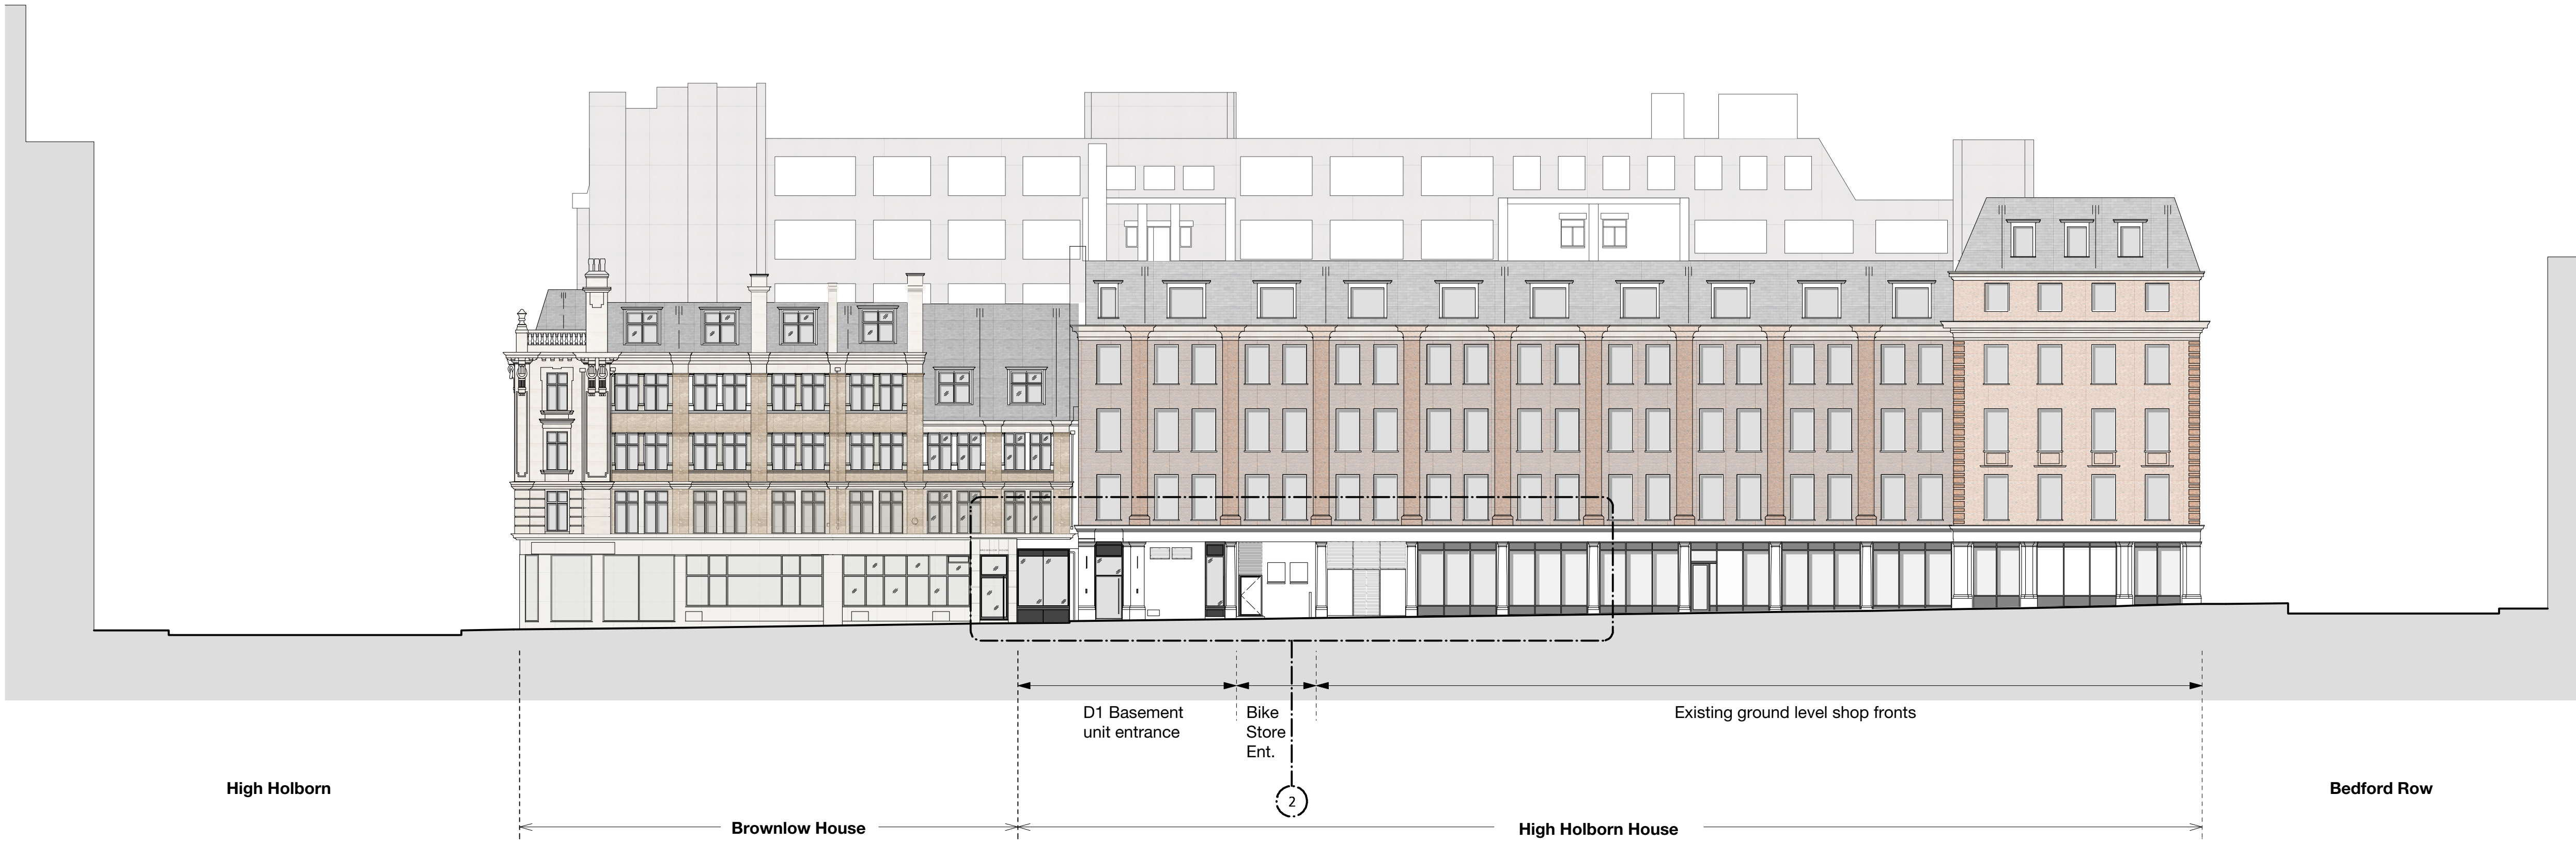 D1 Basement
unit entrance
Bike
Store
Ent.
Existing ground level shop fronts
High Holborn
Bedford Row
2
Brownlow House
High Holborn House